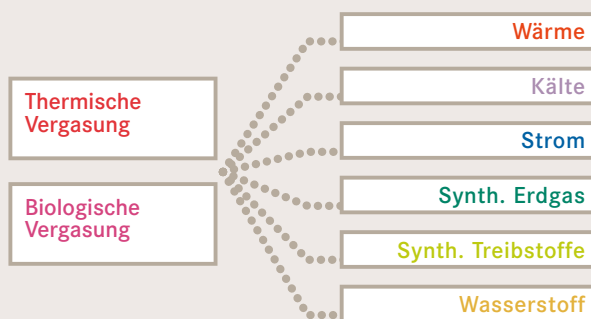 Thermische
Vergasung
Biologische
Vergasung
Wärme
Kälte
Strom
Synth. Erdgas
Synth. Treibstoffe
Wasserstoff